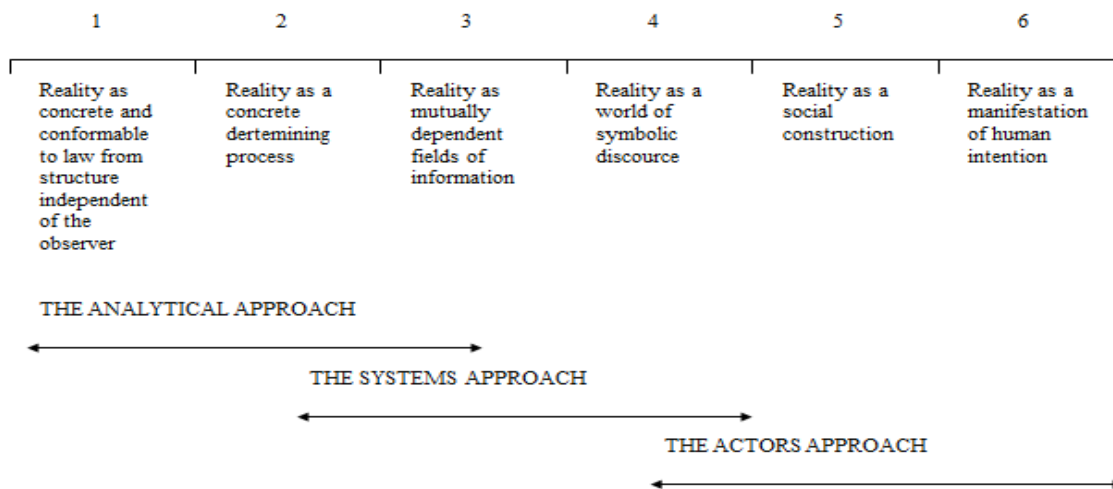 1 2 3 4 5 6
Reality as
concrete and
conformable
to law from
structure
independent
of the
observer
Reality as a
concrete
dertemining
process
Reality as
mutually
dependent
fields of
information
Reality as a
world of
symbolic
discource
Reality as a
social
construction
Reality as a
manifestation
of human
intention
THE ANALYTICAL APPROACH
THE SYSTEMS APPROACH
THE ACTORS APPROACH